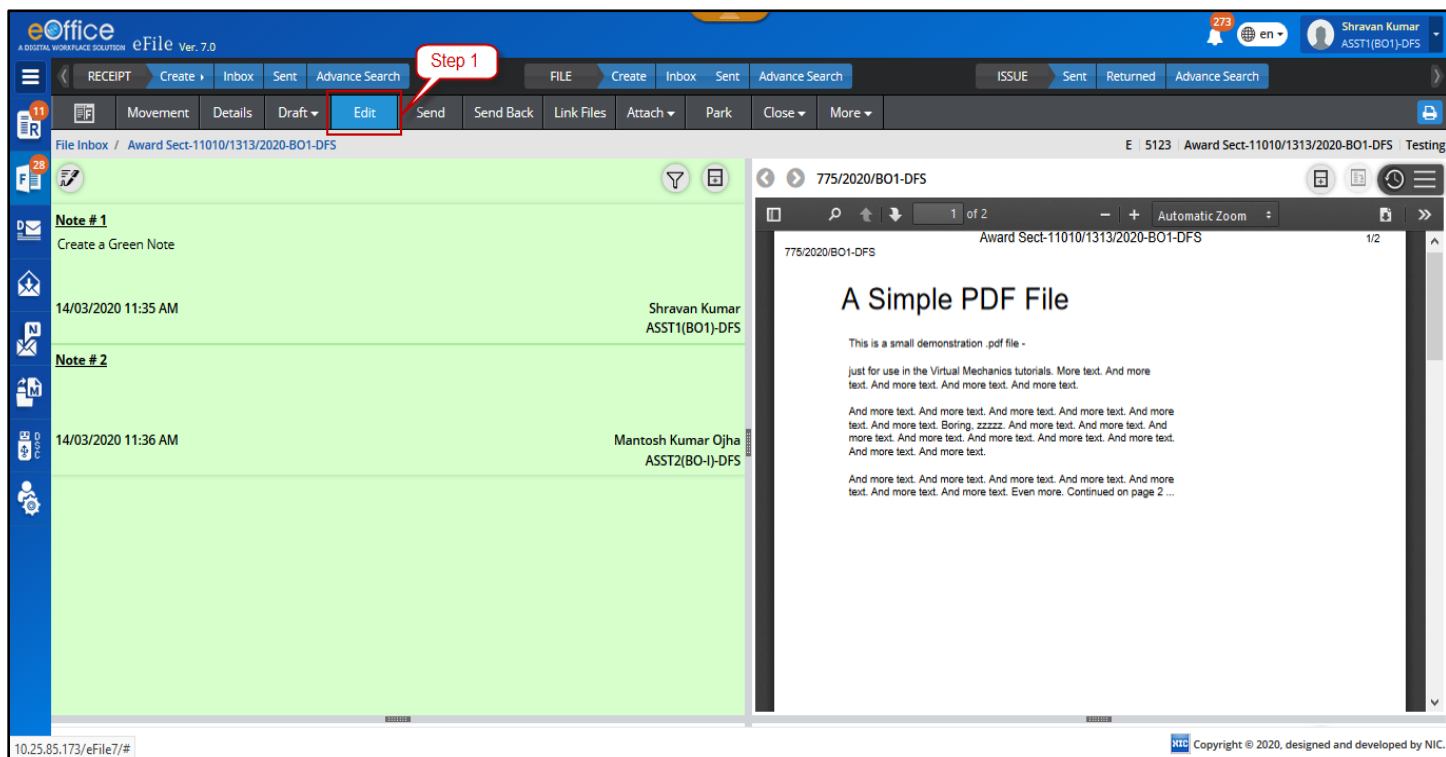 eOffice
A DIGITAL WORKPLACE SOLUTION eFile Ver. 7.0
273 en Shravan Kumar
ASST1(BO1)-DFS
Step 1
RECEIPT Create Inbox Sent Advance Search FILE Create Inbox Sent Advance Search ISSUE Sent Returned Advance Search
11 R F Movement Details Draft Edit Send Send Back Link Files Attach Park Close More
File Inbox / Award Sect-11010/1313/2020-BO1-DFS E 5123 Award Sect-11010/1313/2020-BO1-DFS Testing
28 F
775/2020/BO1-DFS
1 of 2 Automatic Zoom
Note # 1
Create a Green Note
14/03/2020 11:35 AM Shravan Kumar
ASST1(BO1)-DFS
Note # 2
14/03/2020 11:36 AM Mantosh Kumar Ojha
ASST2(BO-I)-DFS
D
N
M
DSC
Award Sect-11010/1313/2020-BO1-DFS 1/2
775/2020/BO1-DFS
A Simple PDF File
This is a small demonstration .pdf file -
just for use in the Virtual Mechanics tutorials. More text. And more
text. And more text. And more text. And more text.
And more text. And more text. And more text. And more text. And more
text. And more text. Boring, zzzzz. And more text. And more text. And
more text. And more text. And more text. And more text. And more text.
And more text. And more text.
And more text. And more text. And more text. And more text. And more
text. And more text. And more text. Even more. Continued on page 2 ...
10.25.85.173/eFile7/#
NIC Copyright © 2020, designed and developed by NIC.